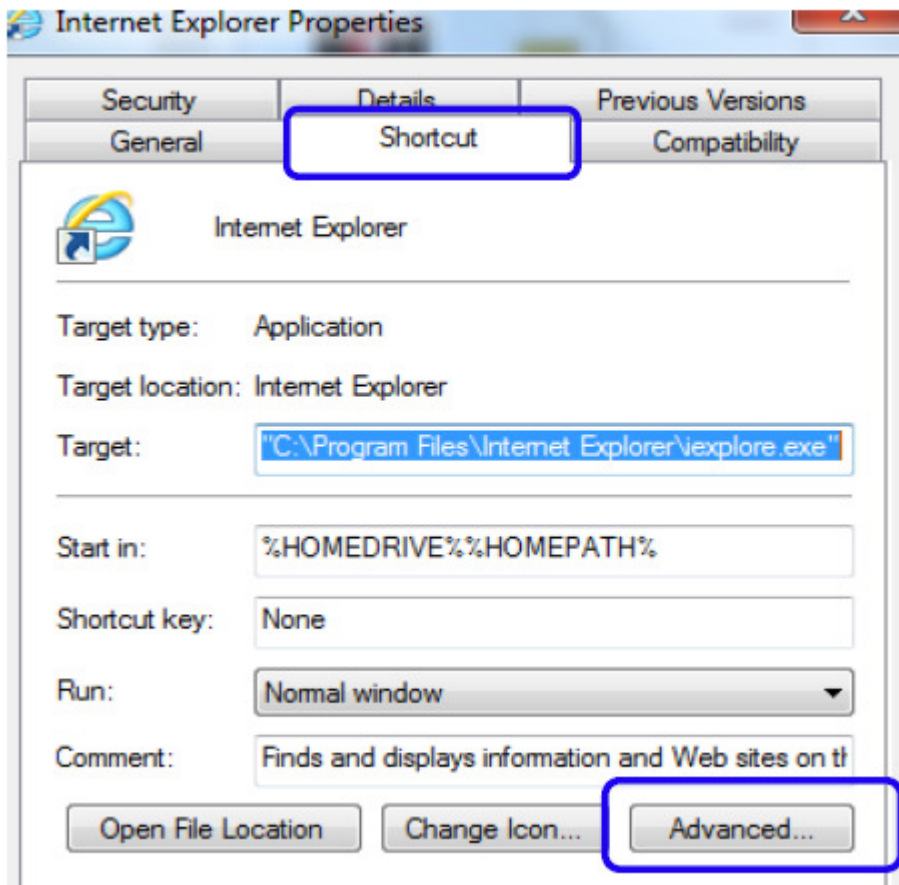 Internet Explorer Properties
Security Details Previous Versions
General Shortcut Compatibility
Internet Explorer
Target type: Application
Target location: Internet Explorer
Target: "C:\Program Files\Internet Explorer\iexplore.exe"
Start in: %HOMEDRIVE%%HOMEPATH%
Shortcut key: None
Run: Normal window
Comment: Finds and displays information and Web sites on th
Open File Location Change Icon... Advanced...